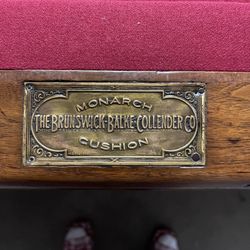 MONARCH
THE BRUNSWICK-BALKE-COLLENDER CO
CUSHION